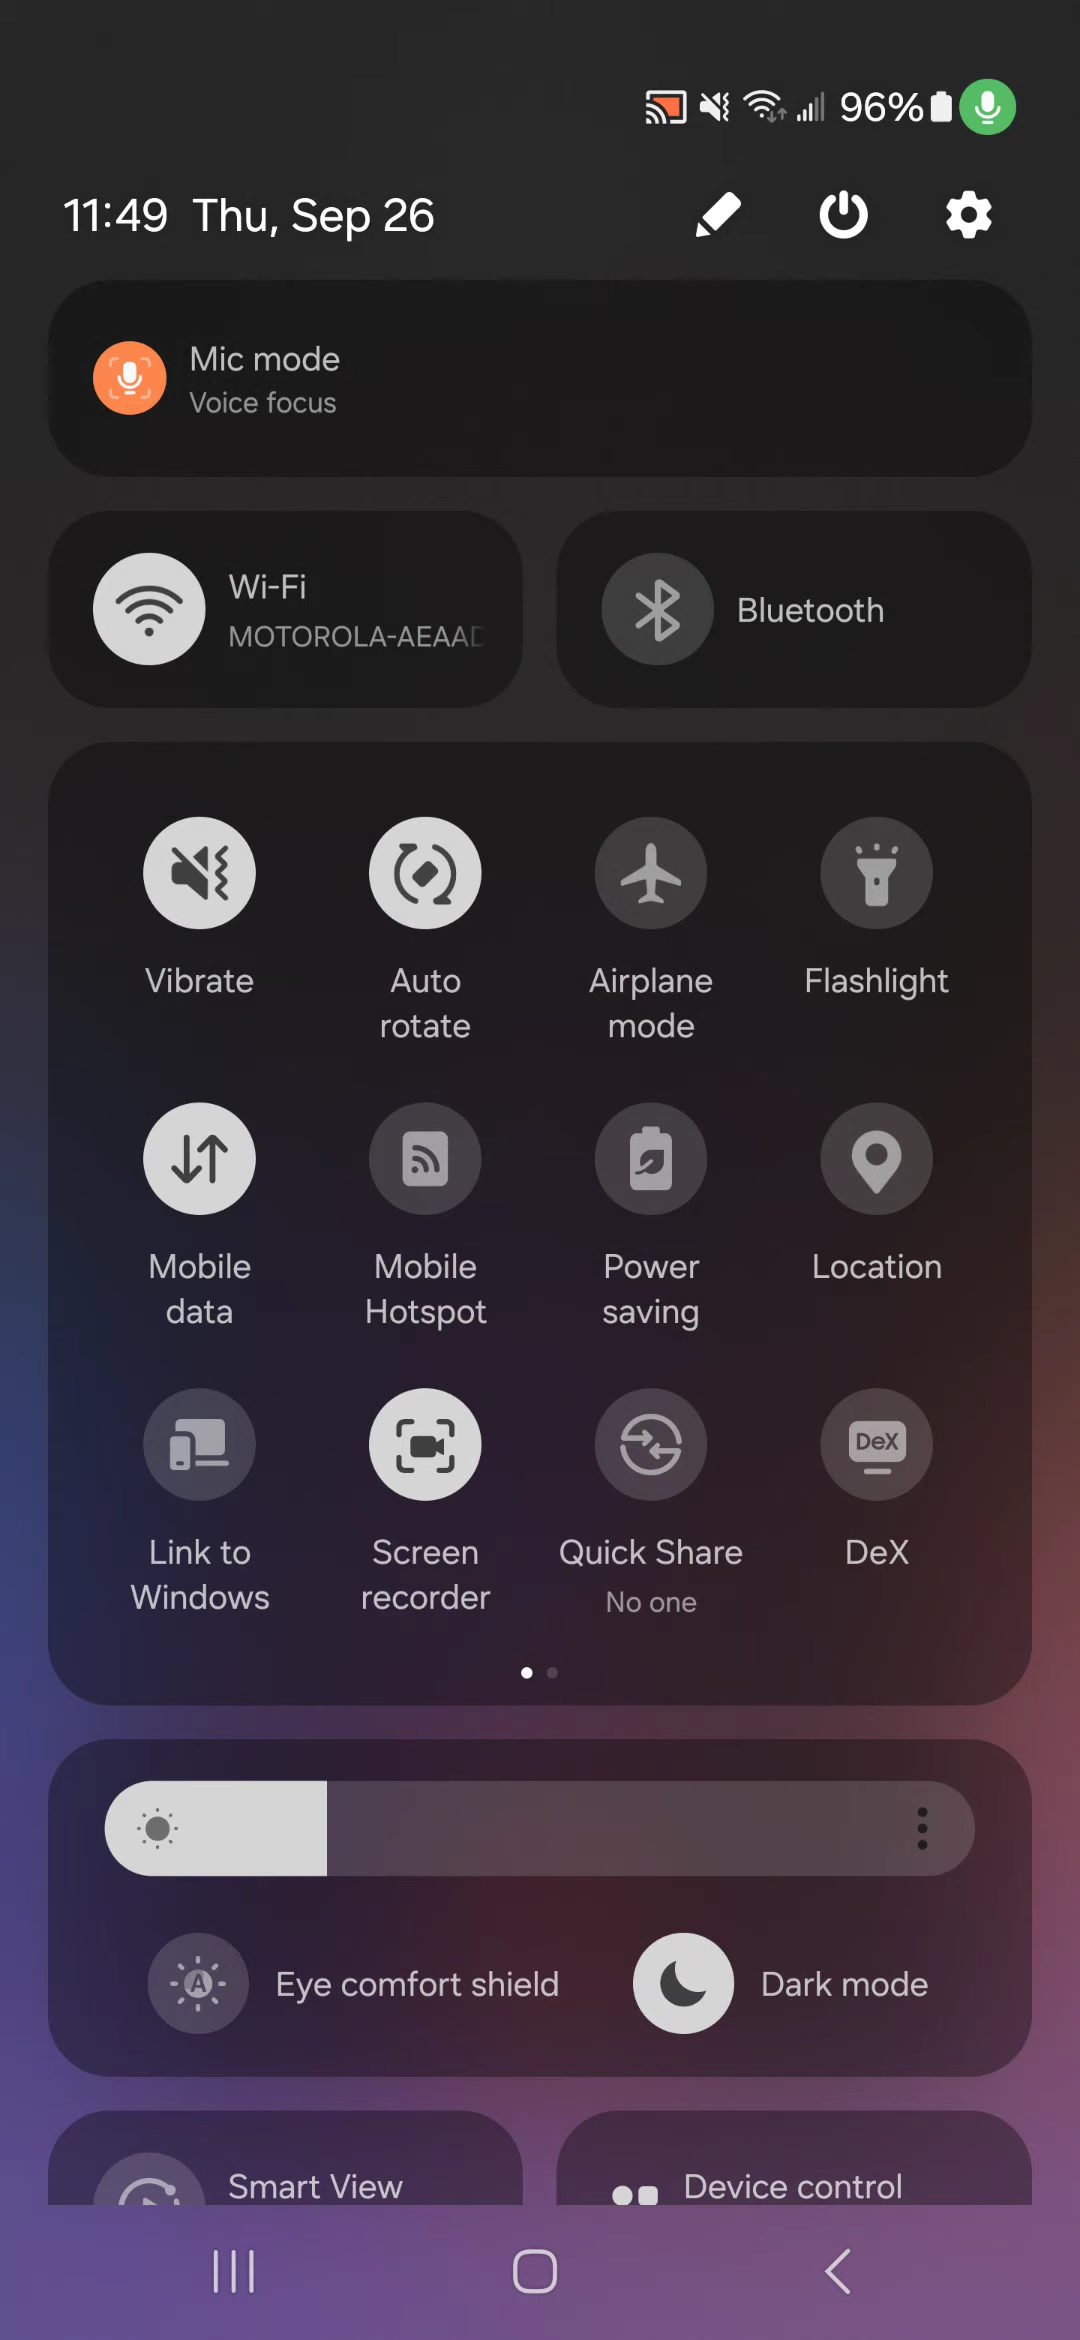 96%
11:49 Thu, Sep 26
Mic mode
Voice focus
Wi-Fi
MOTOROLA-AEAAD
Bluetooth
Vibrate
Auto
rotate
Airplane
mode
Flashlight
Mobile
data
Mobile
Hotspot
Power
saving
Location
DeX
Link to
Windows
Screen
recorder
Quick Share
No one
DeX
A
Eye comfort shield
Dark mode
Smart View
Device control